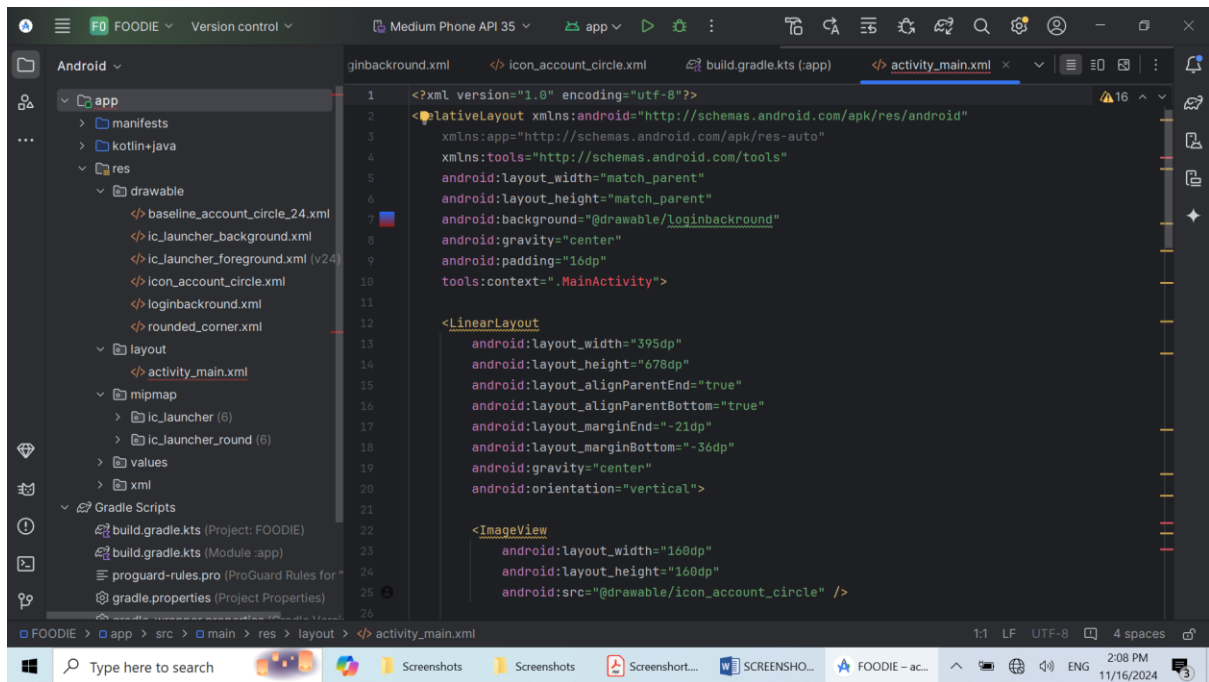 FO FOODIE Version control Medium Phone API 35 app
Android
ginbackround.xml icon_account_circle.xml build.gradle.kts (:app) activity_main.xml
app
manifests
kotlin+java
res
drawable
baseline_account_circle_24.xml
ic_launcher_background.xml
ic_launcher_foreground.xml (v24)
icon_account_circle.xml
loginbackround.xml
rounded_corner.xml
layout
activity_main.xml
mipmap
ic_launcher (6)
ic_launcher_round (6)
values
xml
Gradle Scripts
build.gradle.kts (Project: FOODIE)
build.gradle.kts (Module :app)
proguard-rules.pro (ProGuard Rules for "
gradle.properties (Project Properties)
16
1 <?xml version="1.0" encoding="utf-8"?>
2 <RelativeLayout xmlns:android="http://schemas.android.com/apk/res/android"
3 xmlns:app="http://schemas.android.com/apk/res-auto"
4 xmlns:tools="http://schemas.android.com/tools"
5 android:layout_width="match_parent"
6 android:layout_height="match_parent"
7 android:background="@drawable/loginbackround"
8 android:gravity="center"
9 android:padding="16dp"
10 tools:context=".MainActivity">
11
12 <LinearLayout
13 android:layout_width="395dp"
14 android:layout_height="678dp"
15 android:layout_alignParentEnd="true"
16 android:layout_alignParentBottom="true"
17 android:layout_marginEnd="-21dp"
18 android:layout_marginBottom="-36dp"
19 android:gravity="center"
20 android:orientation="vertical">
21
22 <ImageView
23 android:layout_width="160dp"
24 android:layout_height="160dp"
25 android:src="@drawable/icon_account_circle" />
26
FOODIE > app > src > main > res > layout > activity_main.xml 1:1 LF UTF-8 4 spaces
Type here to search Screenshots Screenshots Screenshort.... SCREENSHO... FOODIE – ac... ENG 2:08 PM
11/16/2024 3